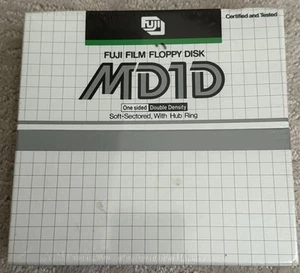 FUJI
Certified and Tested
FUJI FILM FLOPPY DISK
MD1D
One sided Double Density
Soft-Sectored, With Hub Ring